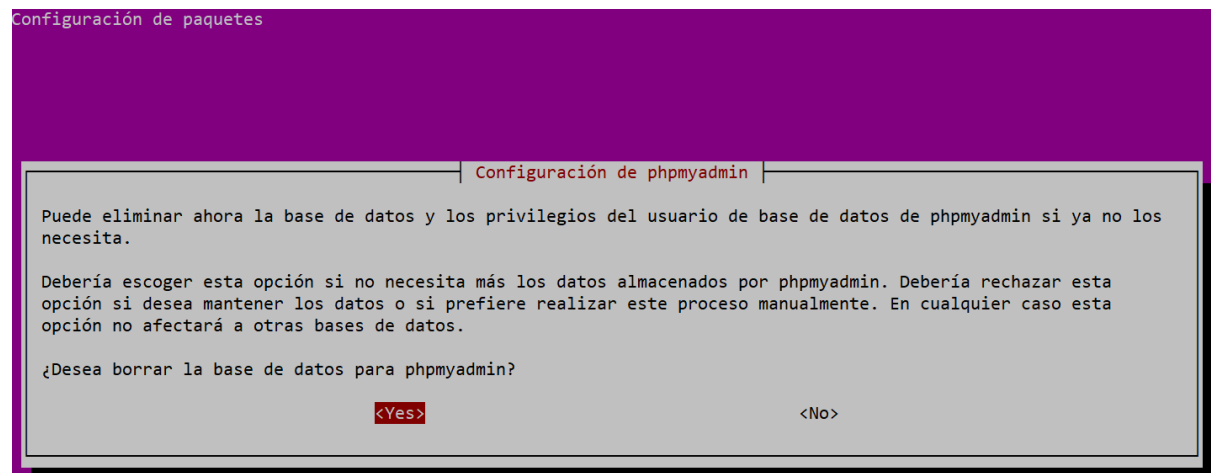 Configuración de paquetes
Configuración de phpmyadmin
Puede eliminar ahora la base de datos y los privilegios del usuario de base de datos de phpmyadmin si ya no los
necesita.
Debería escoger esta opción si no necesita más los datos almacenados por phpmyadmin. Debería rechazar esta
opción si desea mantener los datos o si prefiere realizar este proceso manualmente. En cualquier caso esta
opción no afectará a otras bases de datos.
¿Desea borrar la base de datos para phpmyadmin?
<Yes> <No>